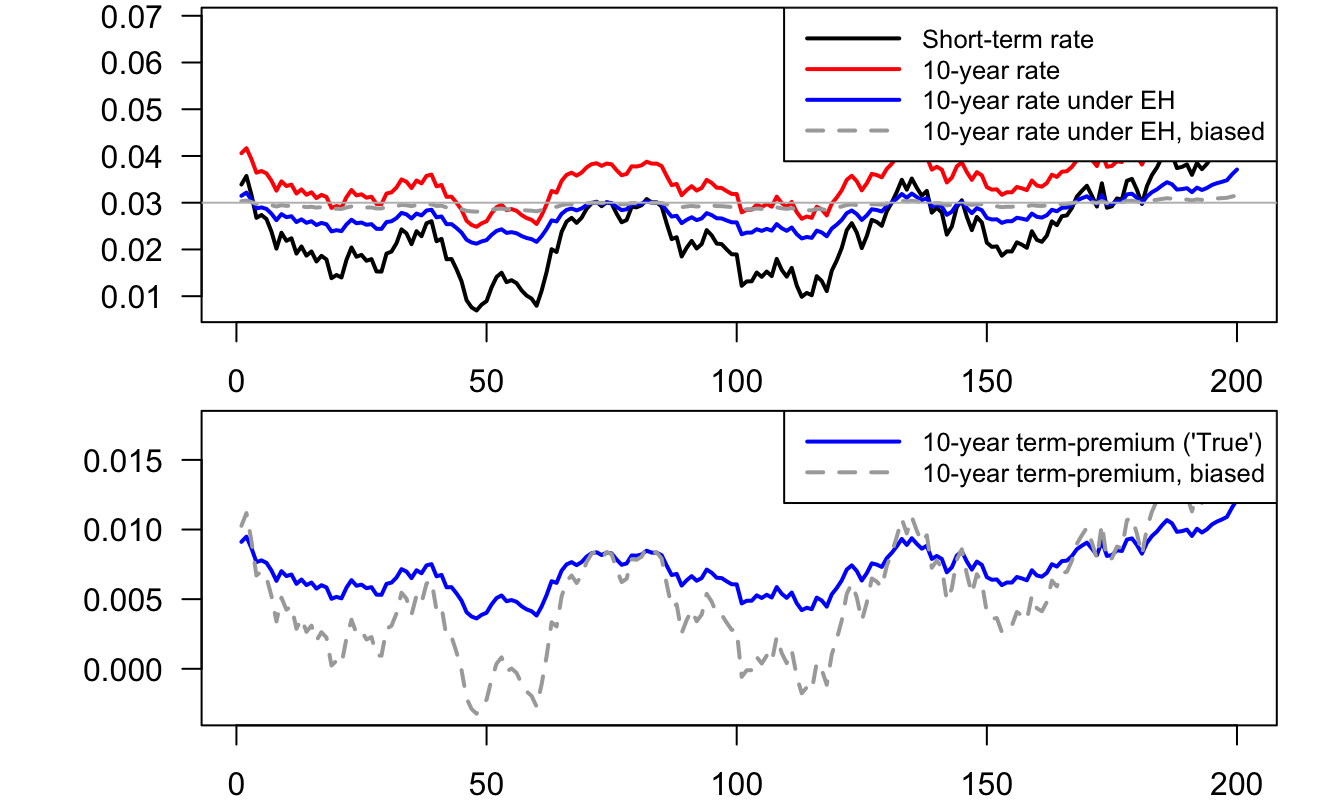 0.07
0.06
0.05
0.04
0.03
0.02
0.01
Short-term rate
10-year rate
10-year rate under EH
10-year rate under EH, biased
0 50 100 150 200
0.015
0.010
0.005
0.000
10-year term-premium ('True')
10-year term-premium, biased
0 50 100 150 200